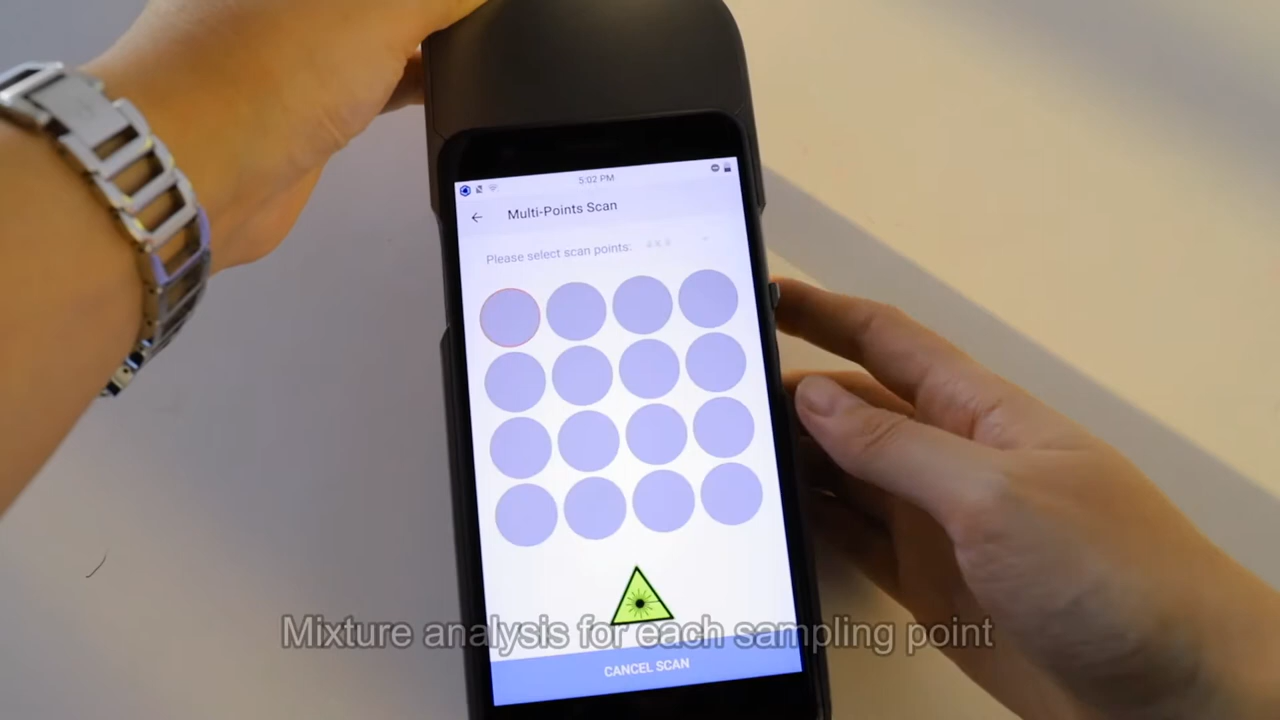 5:02 PM
Multi-Points Scan
Please select scan points:
Mixture analysis for each sampling point
CANCEL SCAN